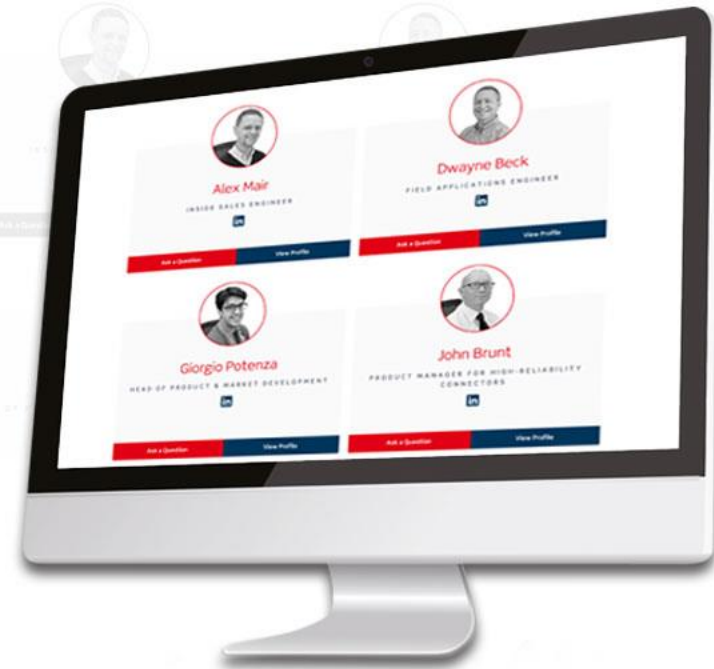 Alex Mair
INSIDE SALES ENGINEER
in
Ask a Question View Profile
Dwayne Beck
FIELD APPLICATIONS ENGINEER
in
Ask a Question View Profile
Giorgio Potenza
HEAD OF PRODUCT & MARKET DEVELOPMENT
in
Ask a Question View Profile
John Brunt
PRODUCT MANAGER FOR HIGH-RELIABILITY
CONNECTORS
in
Ask a Question View Profile